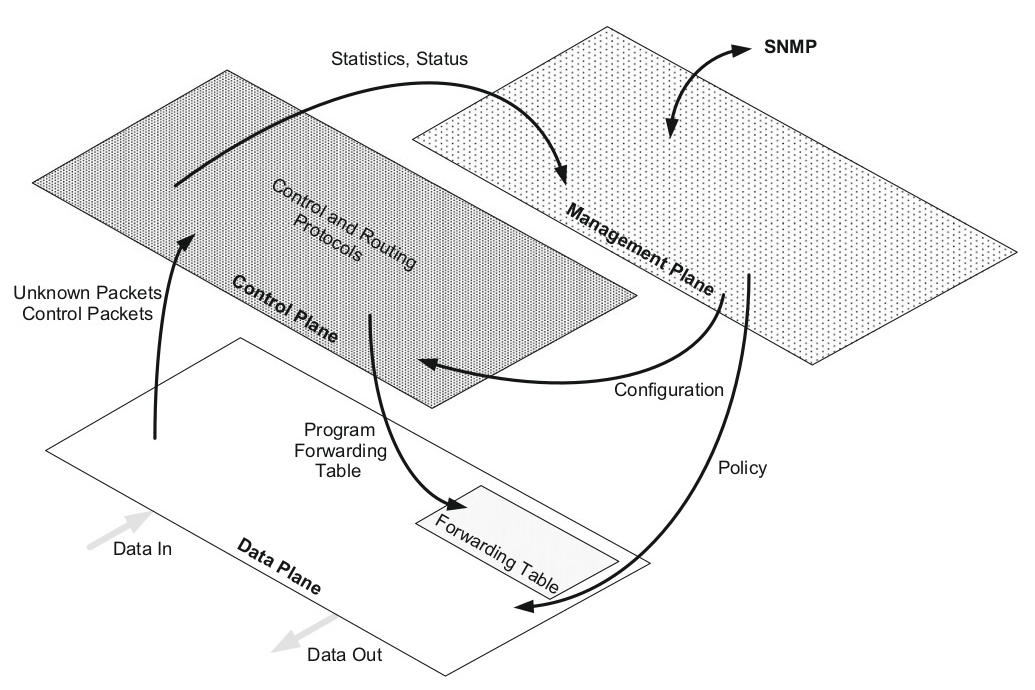 Statistics, Status
SNMP
Control and Routing
Protocols
Management Plane
Control Plane
Unknown Packets
Control Packets
Configuration
Program
Forwarding
Table
Policy
Forwarding Table
Data In
Data Plane
Data Out